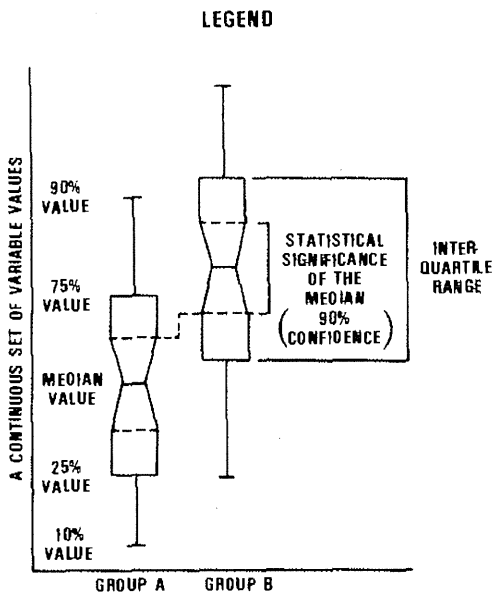 LEGEND
A CONTINUOUS SET OF VARIABLE VALUES
90%
VALUE
75%
VALUE
MEDIAN
VALUE
25%
VALUE
10%
VALUE
STATISTICAL
SIGNIFICANCE
OF THE
MEDIAN
( 90%
CONFIDENCE )
INTER-
QUARTILE
RANGE
GROUP A
GROUP B